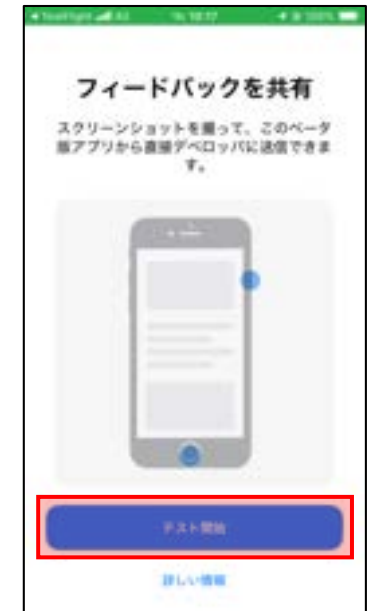 フィードバックを共有
スクリーンショットを撮って、このベータ
版アプリから直接デベロッパに送信できま
す。
テスト開始
詳しい情報